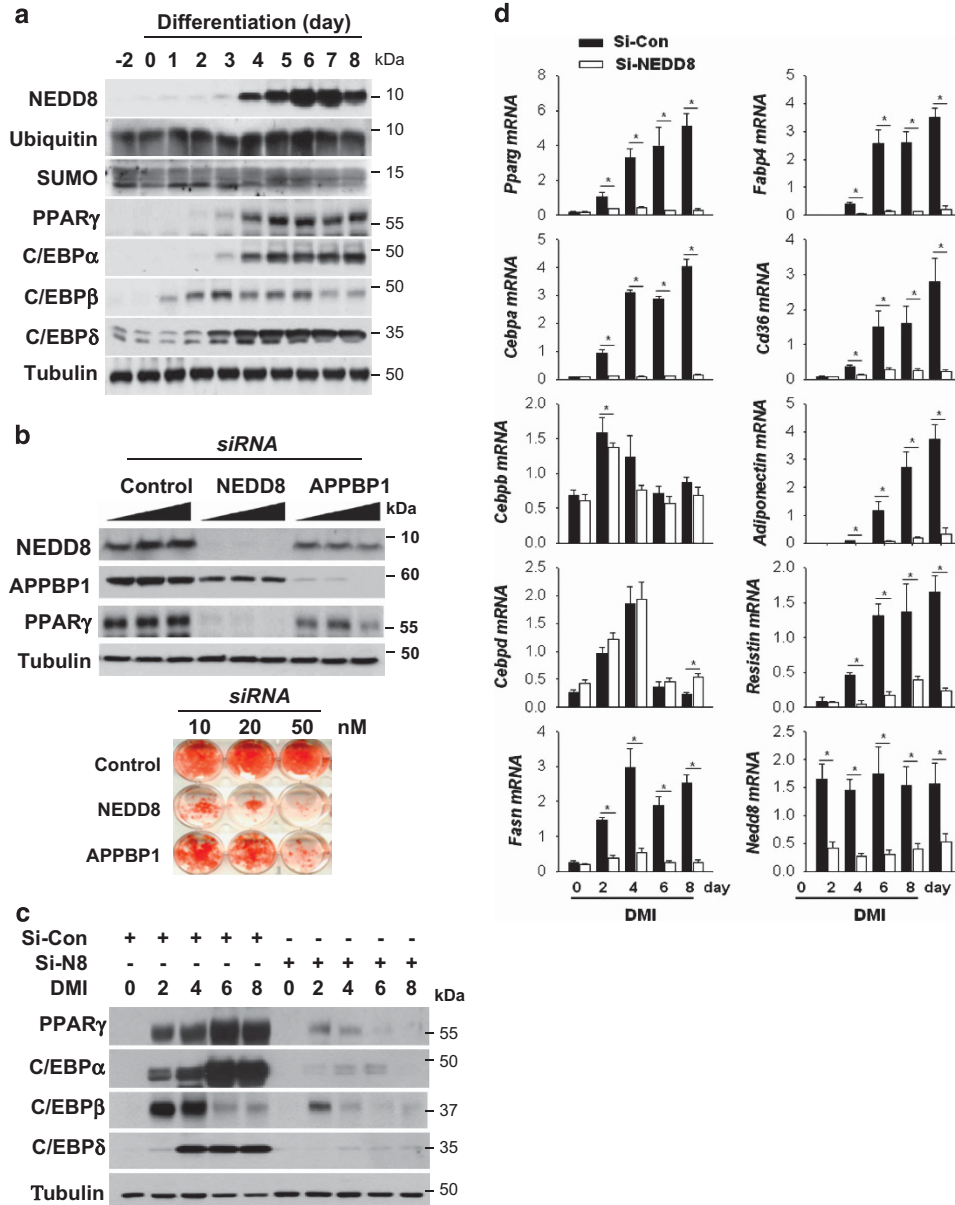 a
Differentiation (day)
-2 0 1 2 3 4 5 6 7 8 kDa
NEDD8 10
Ubiquitin 10
SUMO 15
PPARγ 55
C/EBPα 50
C/EBPβ 50
C/EBPδ 35
Tubulin 50
b
siRNA
Control NEDD8 APPBP1
kDa
NEDD8 10
APPBP1 60
PPARγ 55
Tubulin 50
siRNA
10 20 50 nM
Control
NEDD8
APPBP1
c
Si-Con + + + + + - - - - -
Si-N8 - - - - - + + + + +
DMI 0 2 4 6 8 0 2 4 6 8 kDa
PPARγ 55
C/EBPα 50
C/EBPβ 37
C/EBPδ 35
Tubulin 50
d
Si-Con
Si-NEDD8
Pparg mRNA
8
6
4
2
0
* * * *
Fabp4 mRNA
5
4
3
2
1
0
* * * *
Cebpa mRNA
5
4
3
2
1
0
* * * *
Cd36 mRNA
4
3
2
1
0
* * * *
Cebpb mRNA
2.0
1.5
1.0
0.5
0.0
*
Adiponectin mRNA
5
4
3
2
1
0
* * * *
Cebpd mRNA
2.5
2.0
1.5
1.0
0.5
0.0
*
Resistin mRNA
2.0
1.5
1.0
0.5
0.0
* * * *
Fasn mRNA
4
3
2
1
0
* * * *
0 2 4 6 8 day
DMI
Nedd8 mRNA
2.5
2.0
1.5
1.0
0.5
0.0
* * * * *
0 2 4 6 8 day
DMI